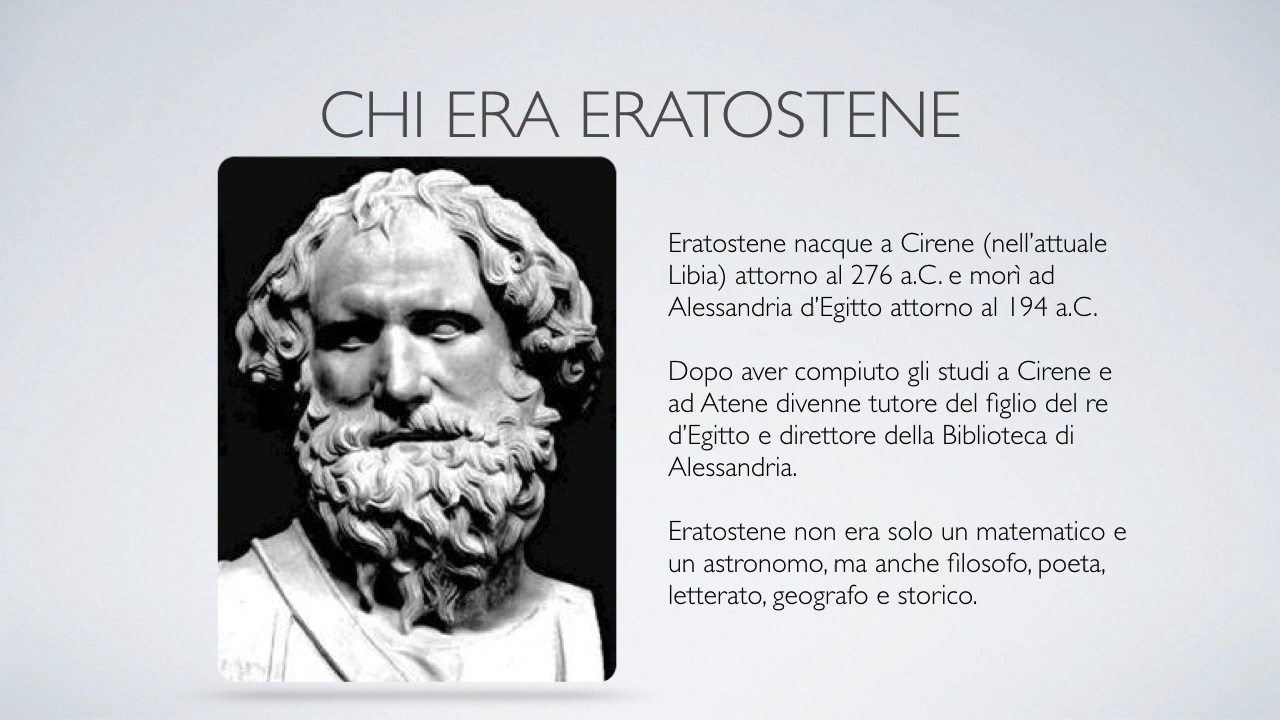 CHI ERA ERATOSTENE
Eratostene nacque a Cirene (nell’attuale
Libia) attorno al 276 a.C. e morì ad
Alessandria d’Egitto attorno al 194 a.C.
Dopo aver compiuto gli studi a Cirene e
ad Atene divenne tutore del figlio del re
d’Egitto e direttore della Biblioteca di
Alessandria.
Eratostene non era solo un matematico e
un astronomo, ma anche filosofo, poeta,
letterato, geografo e storico.